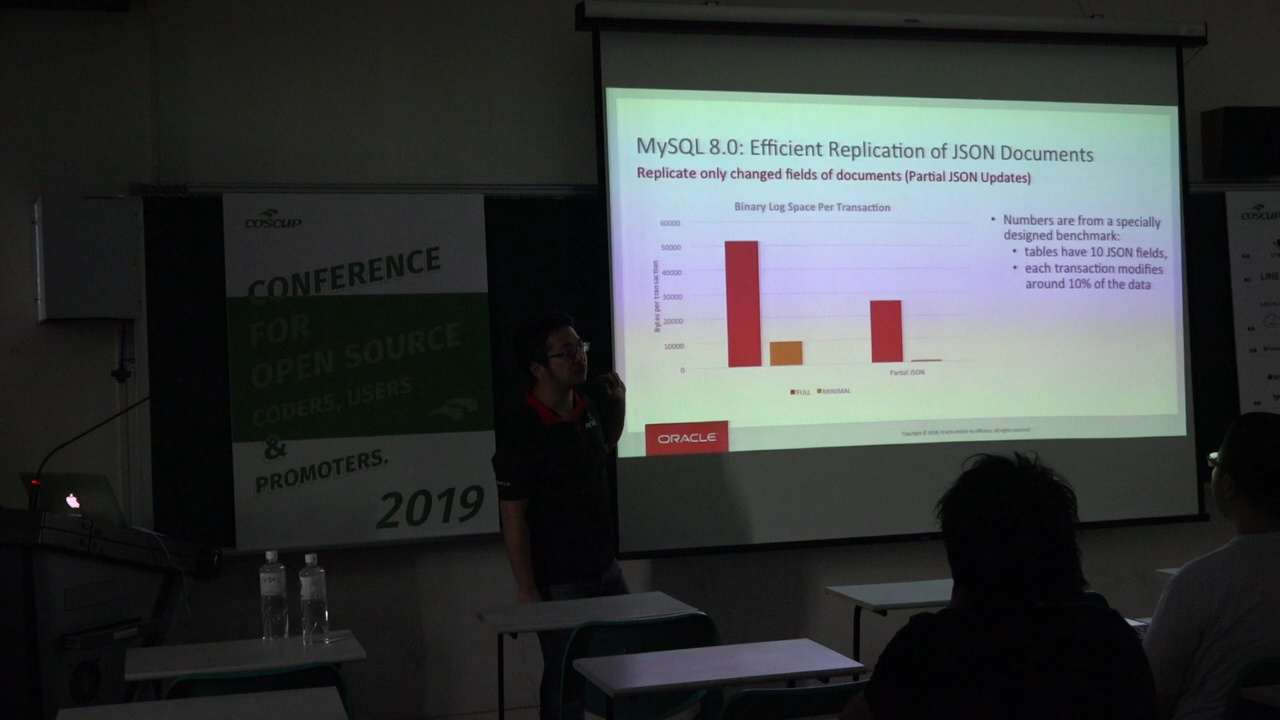 COSCUP
CONFERENCE
FOR
OPEN SOURCE
CODERS, USERS
&
PROMOTERS.
2019
MySQL 8.0: Efficient Replication of JSON Documents
Replicate only changed fields of documents (Partial JSON Updates)
Binary Log Space Per Transaction
Bytes per transaction
60000
50000
40000
30000
20000
10000
0
Partial JSON
FULL MINIMAL
• Numbers are from a specially
designed benchmark:
• tables have 10 JSON fields,
• each transaction modifies
around 10% of the data
ORACLE
COSCUP